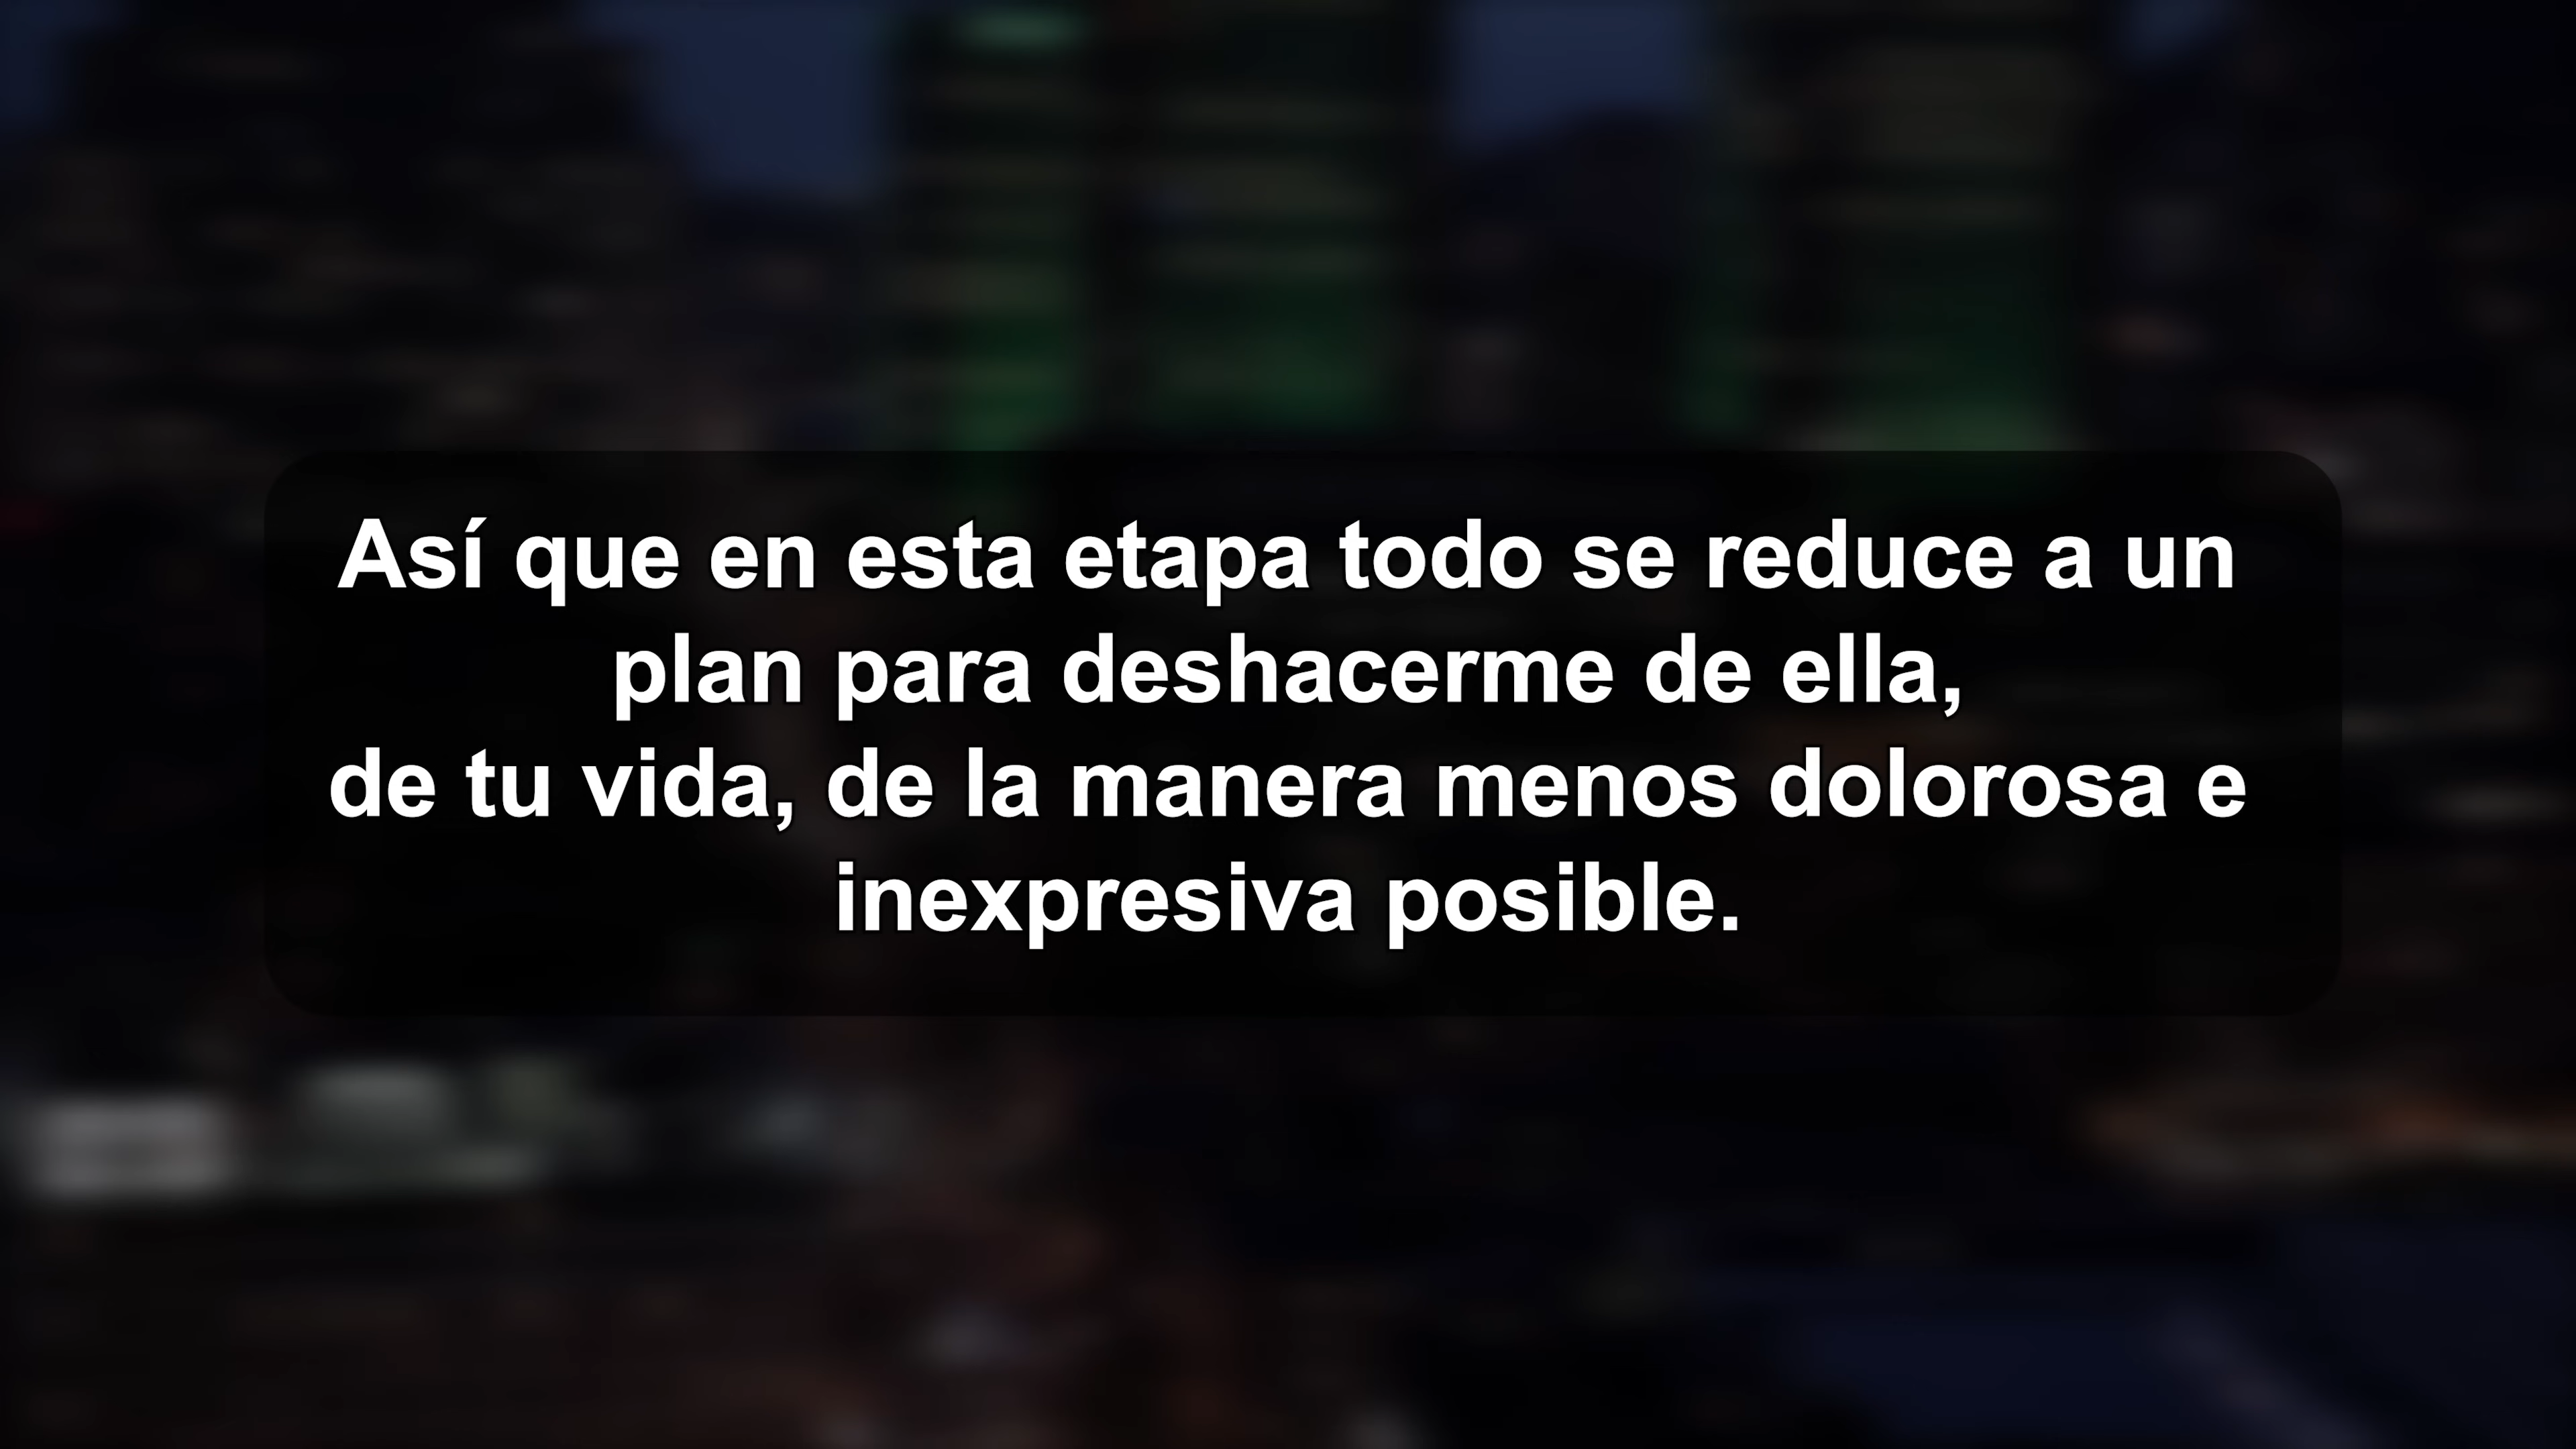 Así que en esta etapa todo se reduce a un
plan para deshacerme de ella,
de tu vida, de la manera menos dolorosa e
inexpresiva posible.